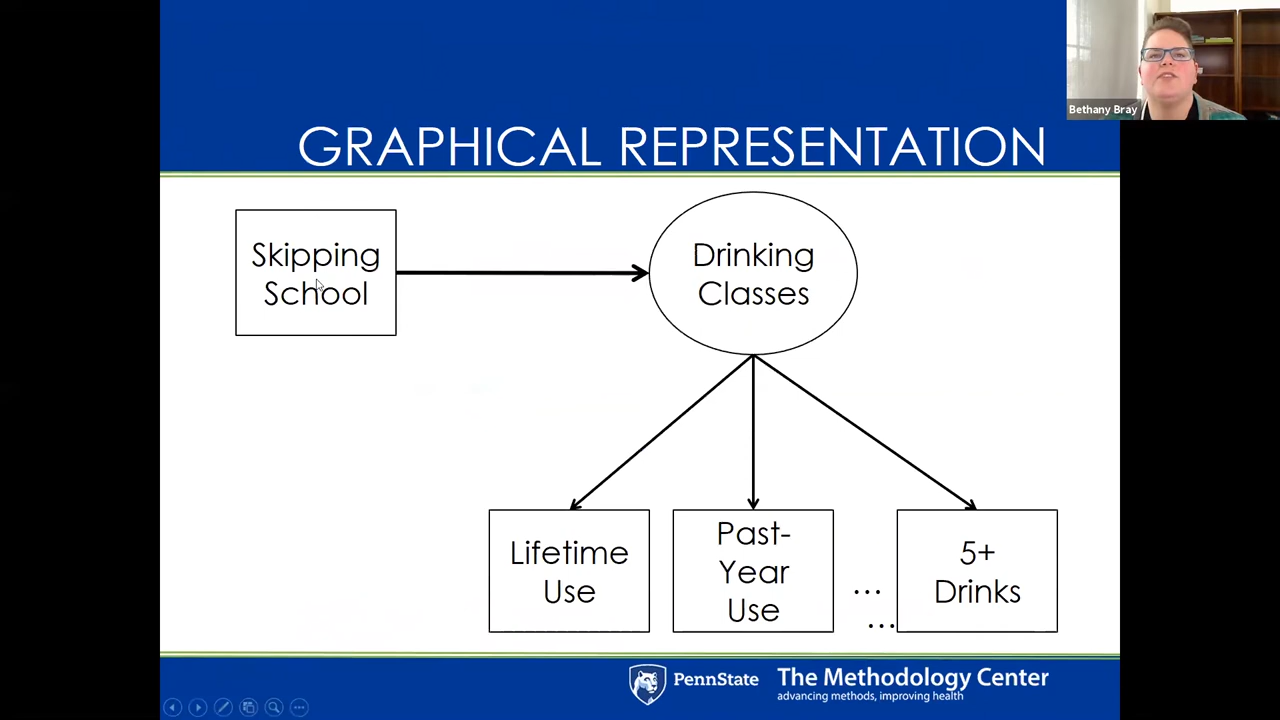 Bethany Bray
GRAPHICAL REPRESENTATION
Skipping
School
Drinking
Classes
Lifetime
Use
Past-
Year
Use
...
...
5+
Drinks
PennState
The Methodology Center
advancing methods, improving health